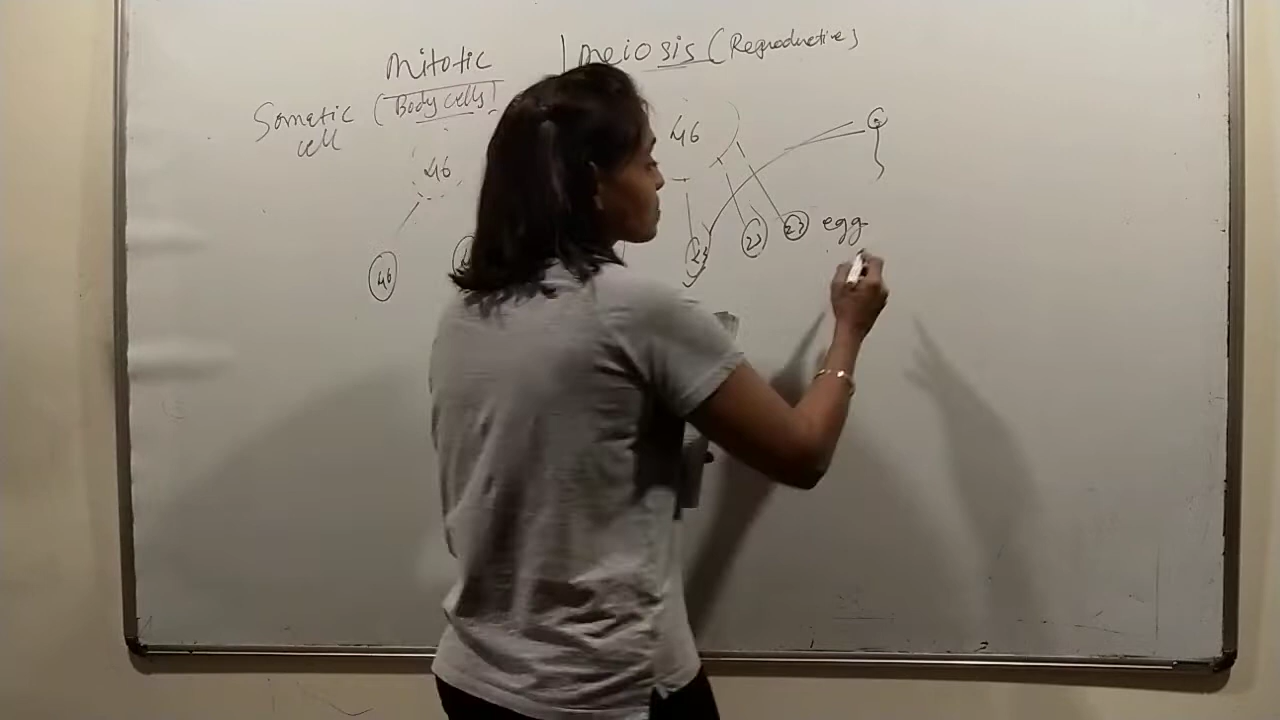 mitotic
meiosis (Reproductive)
Somatic cell
(Body cells)
46
46
46
23
23
23
egg